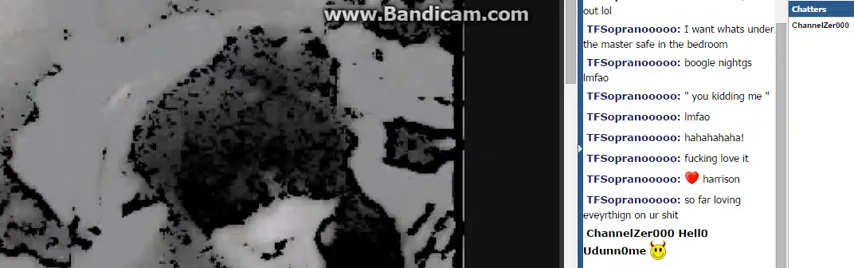 www.Bandicam.com
out lol
TFSopranooooo: I want whats under
the master safe in the bedroom
TFSopranooooo: boogie nightgs
lmfao
TFSopranooooo: " you kidding me "
TFSopranooooo: lmfao
TFSopranooooo: hahahahaha!
TFSopranooooo: fucking love it
TFSopranooooo: ❤ harrison
TFSopranooooo: so far loving
eveyrthign on ur shit
ChannelZer000 Hell0
Udunn0me 😈
Chatters
ChannelZer000